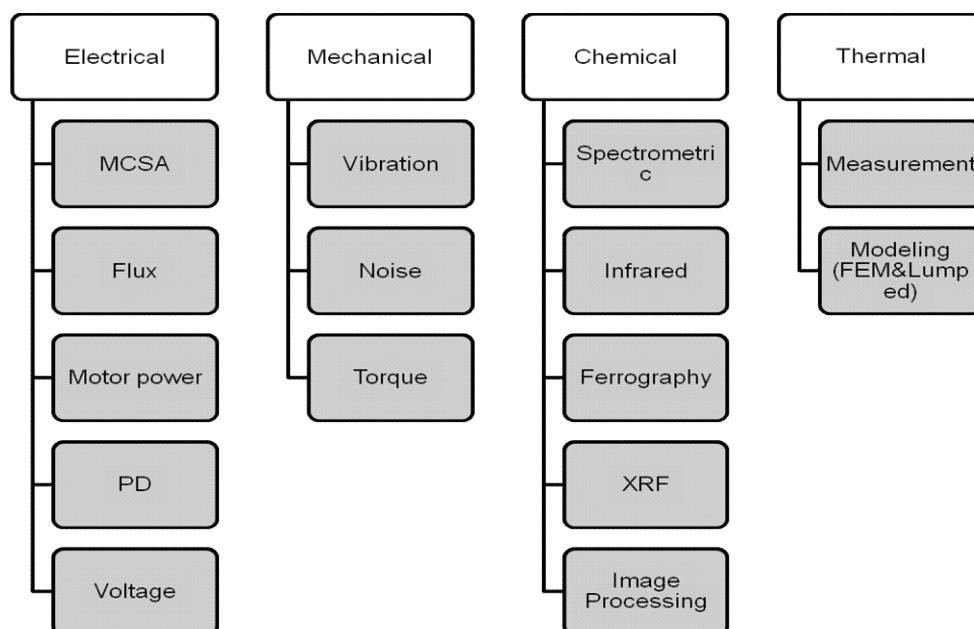 Electrical
MCSA
Flux
Motor power
PD
Voltage
Mechanical
Vibration
Noise
Torque
Chemical
Spectrometri
c
Infrared
Ferrography
XRF
Image
Processing
Thermal
Measurement
Modeling
(FEM&Lump
ed)